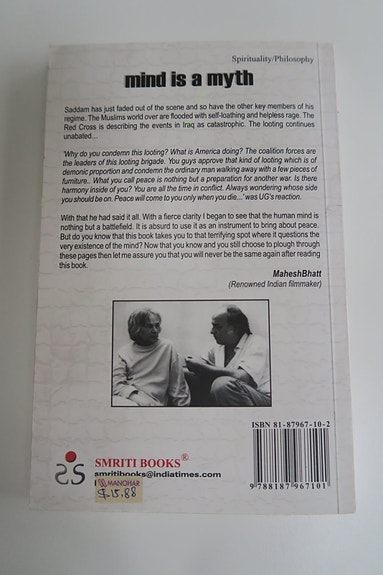 Spirituality/Philosophy
mind is a myth
Saddam has just faded out of the scene and so have the other key members of his
regime. The Muslims world over are flooded with self-loathing and helpless rage. The
Red Cross is describing the events in Iraq as catastrophic. The looting continues
unabated...
'Why do you condemn this looting? What is America doing? The coalition forces are
the leaders of this looting brigade. You guys approve that kind of looting which is of
demonic proportion and condemn the ordinary man walking away with a few pieces of
furniture.. What you call peace is nothing but a preparation for another war. Is there
harmony inside of you? You are all the time in conflict. Always wondering whose side
you should be on. Peace will come to you only when you die...' was UG's reaction.
With that he had said it all. With a fierce clarity I began to see that the human mind is
nothing but a battlefield. It is absurd to use it as an instrument to bring about peace.
But do you know that this book takes you to that terrifying spot where it questions the
very existence of the mind? Now that you know and you still choose to plough through
these pages then let me assure you that you will never be the same again after reading
this book.
MaheshBhatt
(Renowned Indian filmmaker)
ISBN 81-87967-10-2
SMRITI BOOKS®
smritibooks@indiatimes.com
MANOHAR
$.15.88
9788187967101